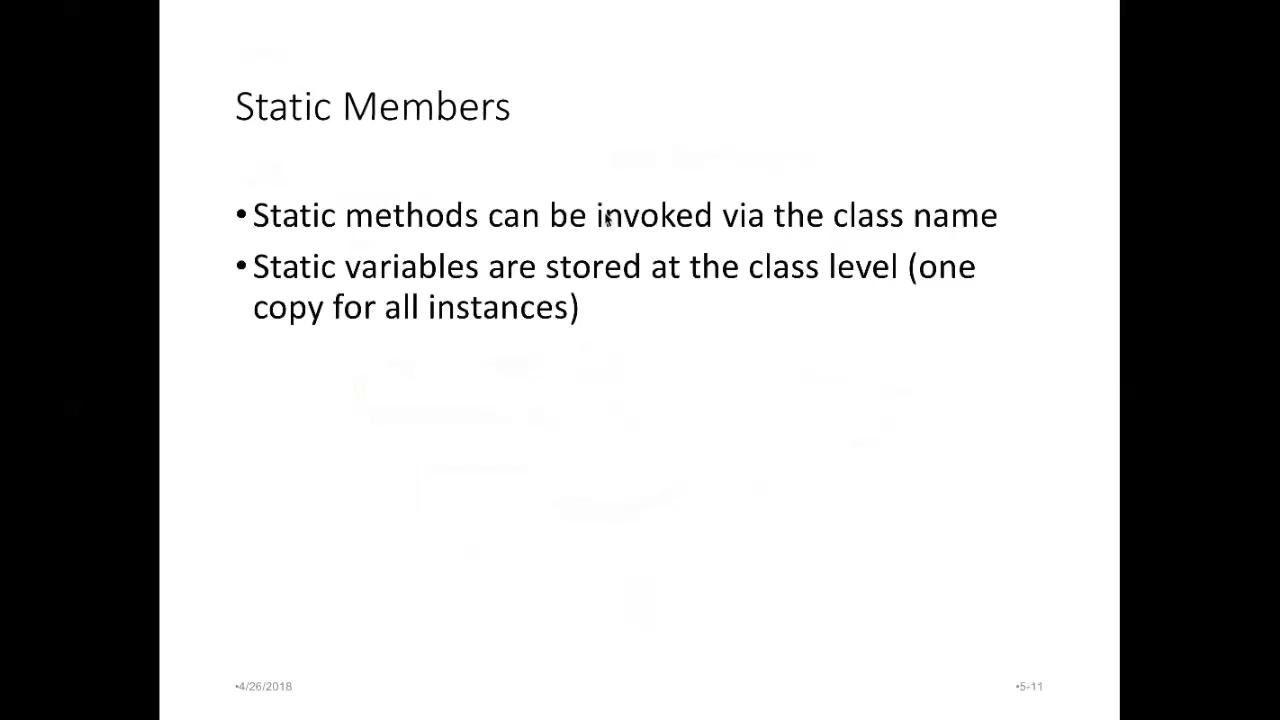 Static Members
•Static methods can be invoked via the class name
•Static variables are stored at the class level (one
copy for all instances)
•4/26/2018
•5-11